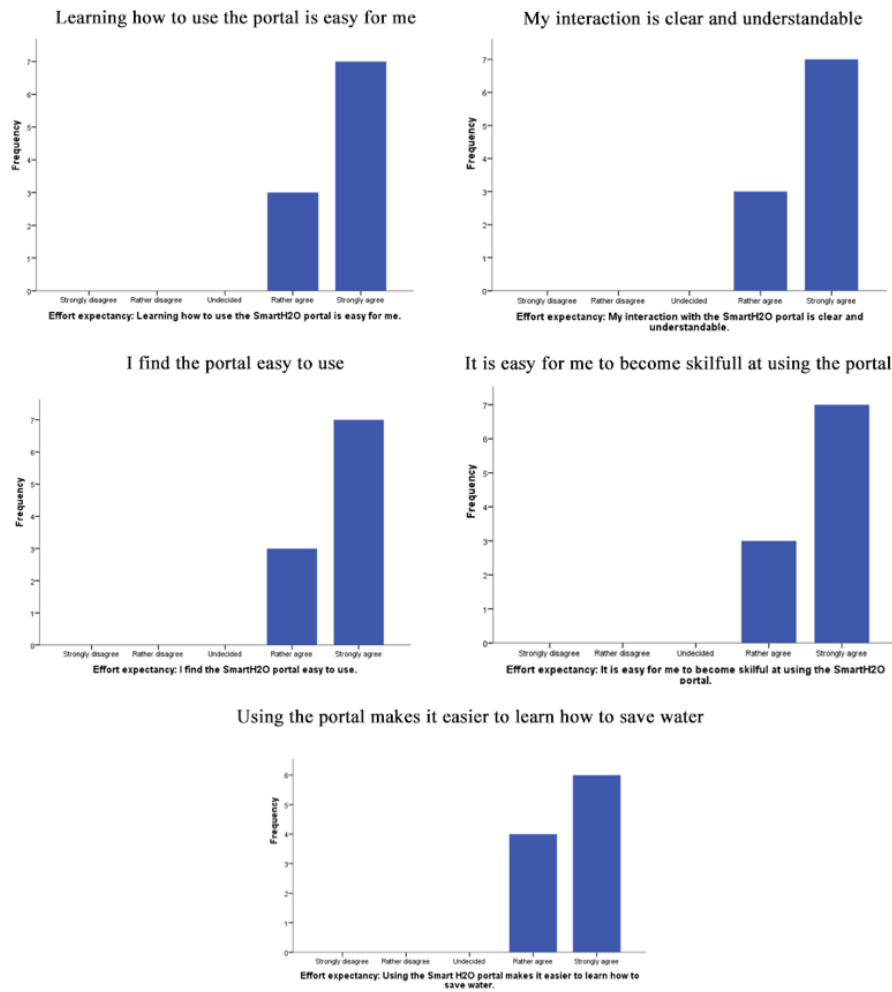 Learning how to use the portal is easy for me
Frequency
7
6
5
4
3
2
1
0
Strongly disagree Rather disagree Undecided Rather agree Strongly agree
Effort expectancy: Learning how to use the SmartH2O portal is easy for me.
My interaction is clear and understandable
Frequency
7
6
5
4
3
2
1
0
Strongly disagree Rather disagree Undecided Rather agree Strongly agree
Effort expectancy: My interaction with the SmartH2O portal is clear and
understandable.
I find the portal easy to use
Frequency
7
6
5
4
3
2
1
0
Strongly disagree Rather disagree Undecided Rather agree Strongly agree
Effort expectancy: I find the SmartH2O portal easy to use.
It is easy for me to become skilfull at using the portal
Frequency
7
6
5
4
3
2
1
0
Strongly disagree Rather disagree Undecided Rather agree Strongly agree
Effort expectancy: It is easy for me to become skilful at using the SmartH2O
portal.
Using the portal makes it easier to learn how to save water
Frequency
6
5
4
3
2
1
0
Strongly disagree Rather disagree Undecided Rather agree Strongly agree
Effort expectancy: Using the Smart H2O portal makes it easier to learn how to
save water.